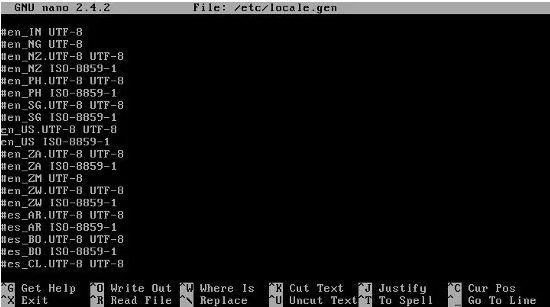 GNU nano 2.4.2 File: /etc/locale.gen
#en_IN UTF-8
#en_NG UTF-8
#en_NZ.UTF-8 UTF-8
#en_NZ ISO-8859-1
#en_PH.UTF-8 UTF-8
#en_PH ISO-8859-1
#en_SG.UTF-8 UTF-8
#en_SG ISO-8859-1
en_US.UTF-8 UTF-8
en_US ISO-8859-1
#en_ZA.UTF-8 UTF-8
#en_ZA ISO-8859-1
#en_ZM UTF-8
#en_ZW.UTF-8 UTF-8
#en_ZW ISO-8859-1
#es_AR.UTF-8 UTF-8
#es_AR ISO-8859-1
#es_BO.UTF-8 UTF-8
#es_BO ISO-8859-1
#es_CL.UTF-8 UTF-8
^G Get Help ^O Write Out ^W Where Is ^K Cut Text ^J Justify ^C Cur Pos
^X Exit ^R Read File ^\ Replace ^U Uncut Text ^T To Spell ^_ Go To Line